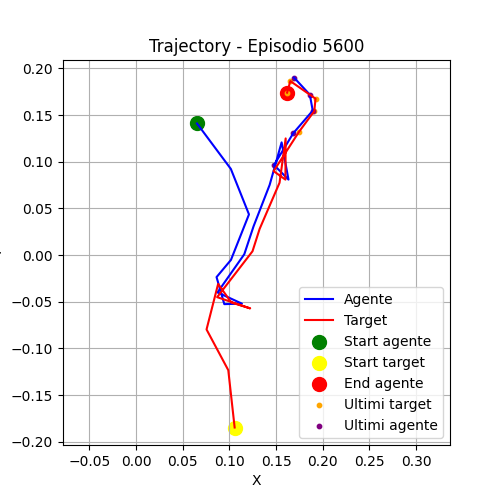 Trajectory - Episodio 5600
0.20
0.15
0.10
0.05
0.00
−0.05
−0.10
−0.15
−0.20
Agente
Target
Start agente
Start target
End agente
Ultimi target
Ultimi agente
−0.05 0.00 0.05 0.10 0.15 0.20 0.25 0.30
X